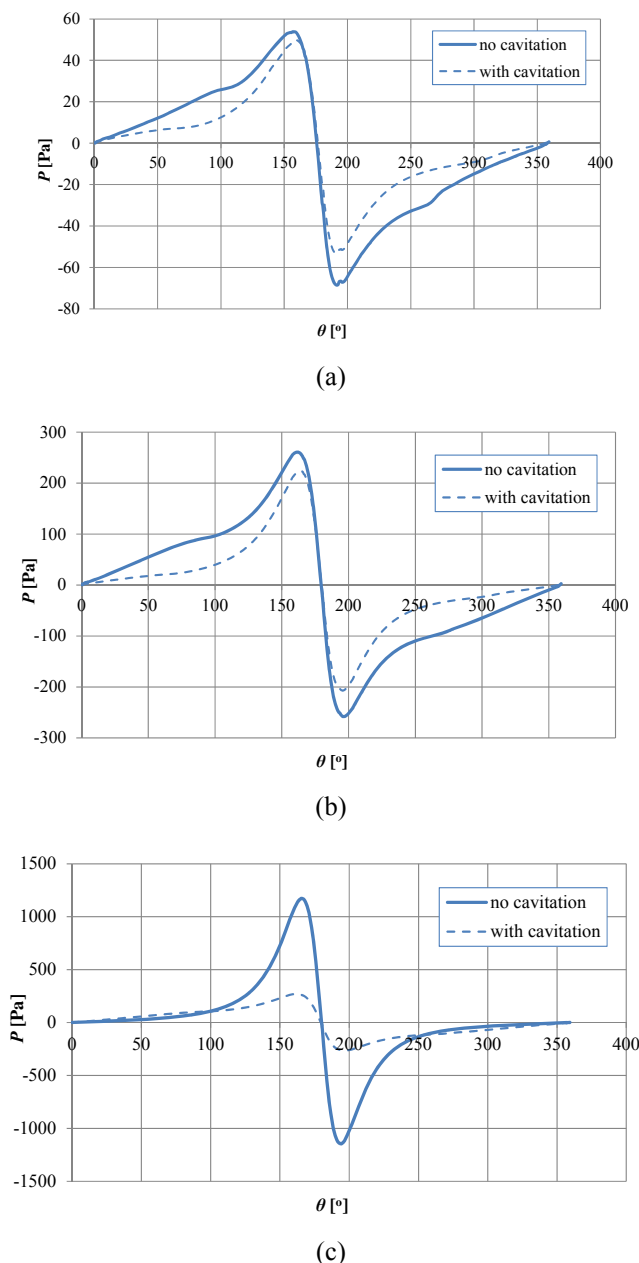 60
40
20
0
-20
-40
-60
-80
0 50 100 150 200 250 300 350 400
P [Pa]
θ [º]
no cavitation
with cavitation
(a)
300
200
100
0
-100
-200
-300
0 50 100 150 200 250 300 350 400
P [Pa]
θ [º]
no cavitation
with cavitation
(b)
1500
1000
500
0
-500
-1000
-1500
0 50 100 150 200 250 300 350 400
P [Pa]
θ [º]
no cavitation
with cavitation
(c)